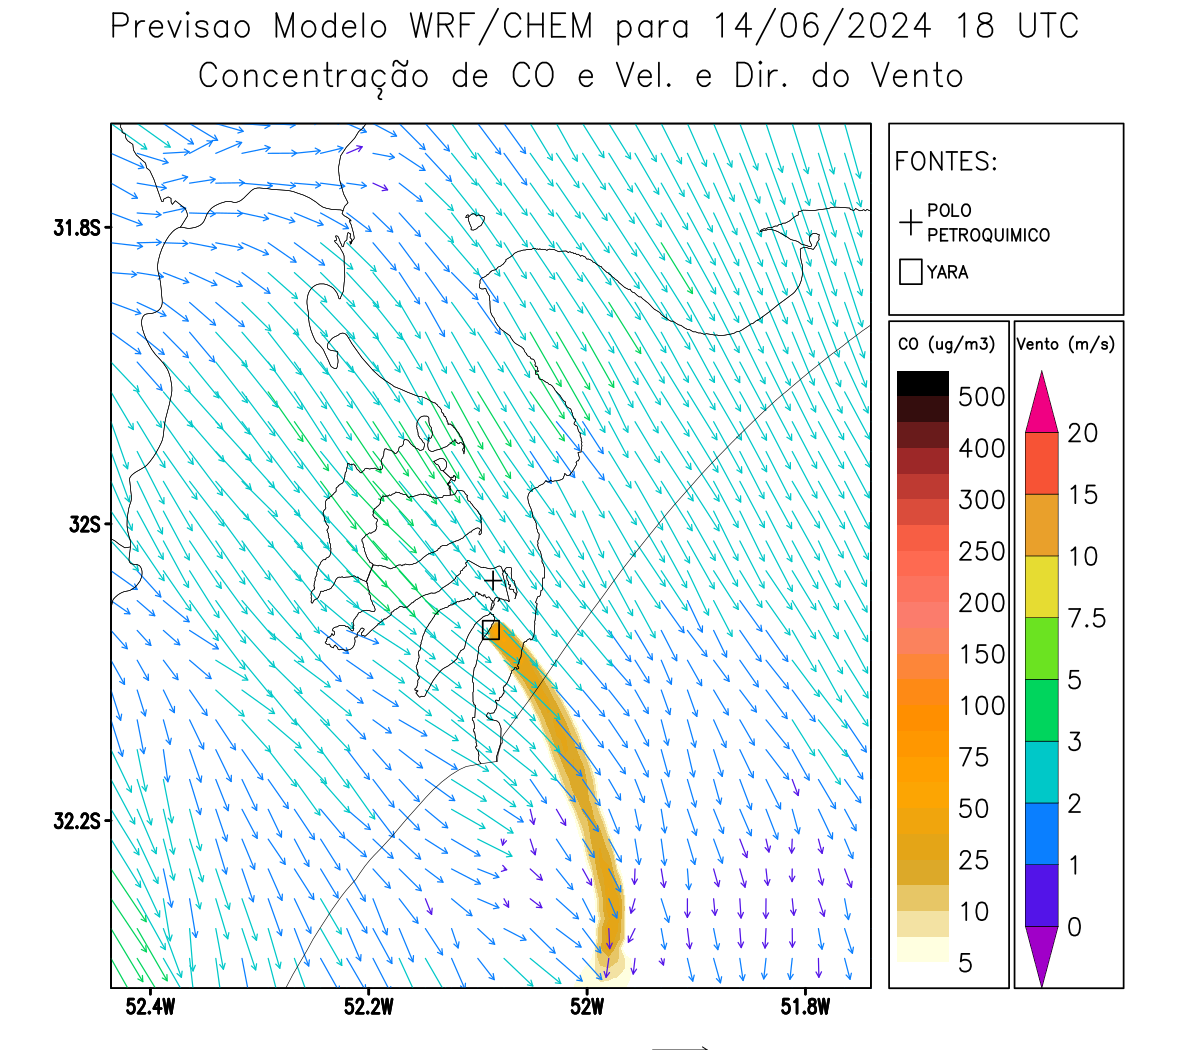 Previsao Modelo WRF/CHEM para 14/06/2024 18 UTC
Concentração de CO e Vel. e Dir. do Vento
FONTES:
POLO
PETROQUIMICO
YARA
CO (ug/m3)
500
400
300
250
200
150
100
75
50
25
10
5
Vento (m/s)
20
15
10
7.5
5
3
2
1
0
31.8S
32S
32.2S
52.4W 52.2W 52W 51.8W